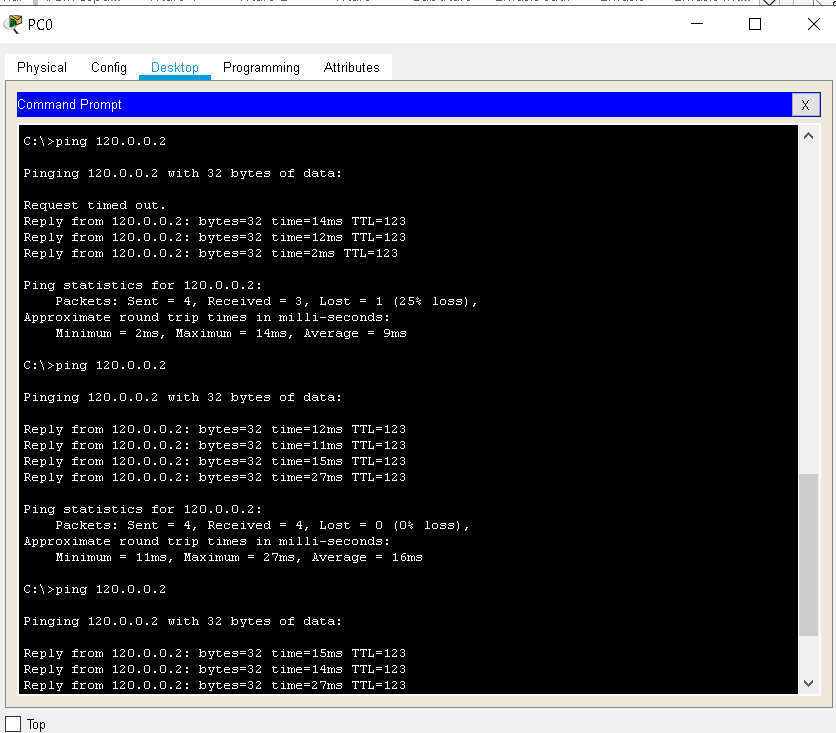 PC0
Physical Config Desktop Programming Attributes
Command Prompt
X
C:\>ping 120.0.0.2
Pinging 120.0.0.2 with 32 bytes of data:
Request timed out.
Reply from 120.0.0.2: bytes=32 time=14ms TTL=123
Reply from 120.0.0.2: bytes=32 time=12ms TTL=123
Reply from 120.0.0.2: bytes=32 time=2ms TTL=123
Ping statistics for 120.0.0.2:
Packets: Sent = 4, Received = 3, Lost = 1 (25% loss),
Approximate round trip times in milli-seconds:
Minimum = 2ms, Maximum = 14ms, Average = 9ms
C:\>ping 120.0.0.2
Pinging 120.0.0.2 with 32 bytes of data:
Reply from 120.0.0.2: bytes=32 time=12ms TTL=123
Reply from 120.0.0.2: bytes=32 time=11ms TTL=123
Reply from 120.0.0.2: bytes=32 time=15ms TTL=123
Reply from 120.0.0.2: bytes=32 time=27ms TTL=123
Ping statistics for 120.0.0.2:
Packets: Sent = 4, Received = 4, Lost = 0 (0% loss),
Approximate round trip times in milli-seconds:
Minimum = 11ms, Maximum = 27ms, Average = 16ms
C:\>ping 120.0.0.2
Pinging 120.0.0.2 with 32 bytes of data:
Reply from 120.0.0.2: bytes=32 time=15ms TTL=123
Reply from 120.0.0.2: bytes=32 time=14ms TTL=123
Reply from 120.0.0.2: bytes=32 time=27ms TTL=123
Top